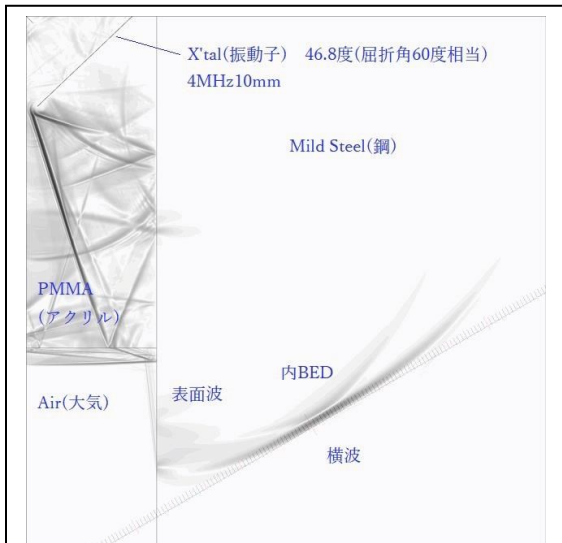 X'tal(振動子) 46.8度(屈折角60度相当)
4MHz10mm
Mild Steel(鋼)
PMMA
(アクリル)
Air(大気)
表面波
内BED
横波